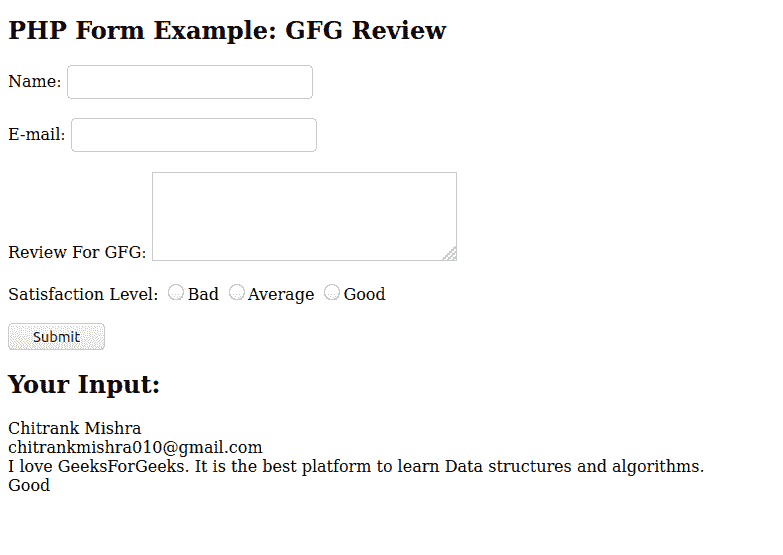 PHP Form Example: GFG Review
Name:
E-mail:
Review For GFG:
Satisfaction Level: Bad Average Good
Submit
Your Input:
Chitrank Mishra
chitrankmishra010@gmail.com
I love GeeksForGeeks. It is the best platform to learn Data structures and algorithms.
Good